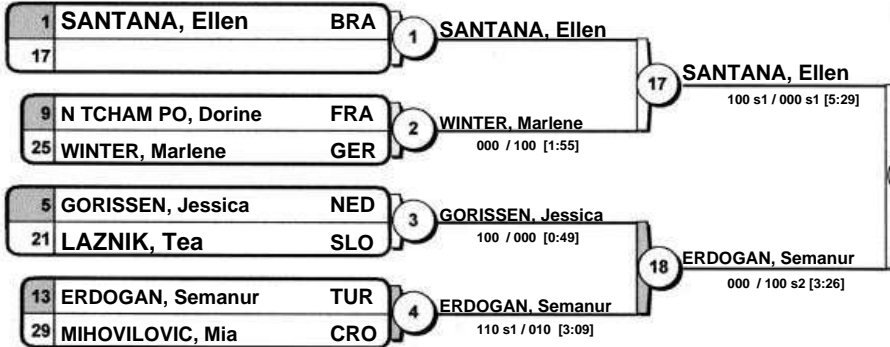 1 SANTANA, Ellen BRA
17
1 SANTANA, Ellen
9 N TCHAM PO, Dorine FRA
25 WINTER, Marlene GER
2 WINTER, Marlene
000 / 100 [1:55]
17 SANTANA, Ellen
100 s1 / 000 s1 [5:29]
5 GORISSEN, Jessica NED
21 LAZNIK, Tea SLO
3 GORISSEN, Jessica
100 / 000 [0:49]
13 ERDOGAN, Semanur TUR
29 MIHOVILOVIC, Mia CRO
4 ERDOGAN, Semanur
110 s1 / 010 [3:09]
18 ERDOGAN, Semanur
000 / 100 s2 [3:26]